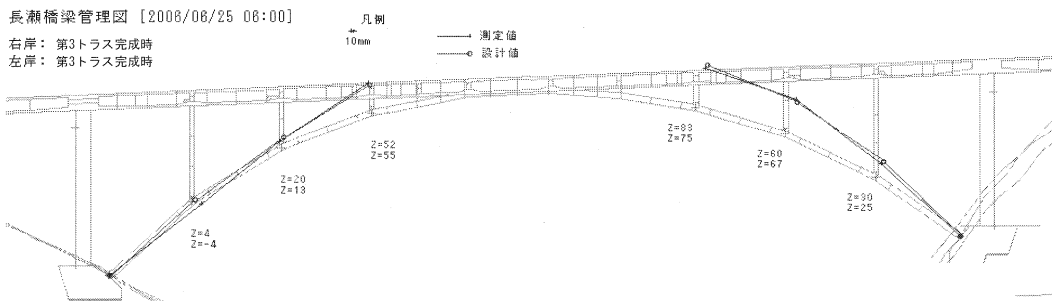 長瀬橋梁管理図 [2006/06/25 06:00]
右岸: 第3トラス完成時
左岸: 第3トラス完成時
凡例
10mm
測定値
設計値
Z=4
Z=-4
Z=20
Z=13
Z=52
Z=55
Z=83
Z=75
Z=60
Z=67
Z=30
Z=25